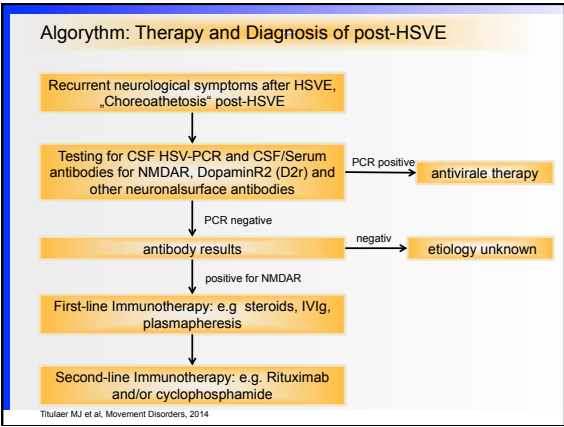 Algorythm: Therapy and Diagnosis of post-HSVE
Recurrent neurological symptoms after HSVE,
„Choreoathetosis“ post-HSVE
Testing for CSF HSV-PCR and CSF/Serum
antibodies for NMDAR, DopaminR2 (D2r) and
other neuronalsurface antibodies
PCR positive
antivirale therapy
PCR negative
antibody results
negativ
etiology unknown
positive for NMDAR
First-line Immunotherapy: e.g steroids, IVIg,
plasmapheresis
Second-line Immunotherapy: e.g. Rituximab
and/or cyclophosphamide
Titulaer MJ et al, Movement Disorders, 2014